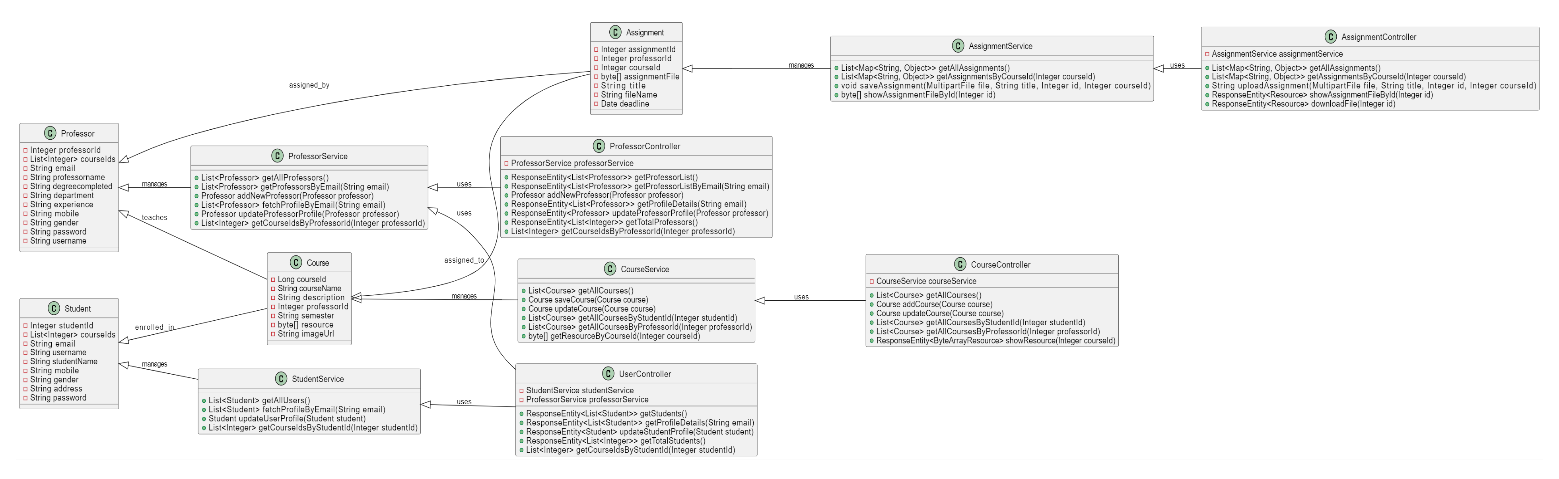 C Assignment
Integer assignmentId
Integer professorId
Integer courseId
byte[] assignmentFile
String title
String fileName
Date deadline
manages
C AssignmentService
List<Map<String, Object>> getAllAssignments()
List<Map<String, Object>> getAssignmentsByCourseId(Integer courseId)
void saveAssignment(MultipartFile file, String title, Integer id, Integer courseId)
byte[] showAssignmentFileById(Integer id)
uses
C AssignmentController
AssignmentService assignmentService
List<Map<String, Object>> getAllAssignments()
List<Map<String, Object>> getAssignmentsByCourseId(Integer courseId)
String uploadAssignment(MultipartFile file, String title, Integer id, Integer courseId)
ResponseEntity<Resource> showAssignmentFileById(Integer id)
ResponseEntity<Resource> downloadFile(Integer id)
assigned_by
C Professor
Integer professorId
List<Integer> courseids
String email
String professorname
String degreecompleted
String department
String experience
String mobile
String gender
String password
String username
manages
C ProfessorService
List<Professor> getAllProfessors()
List<Professor> getProfessorsByEmail(String email)
Professor addNewProfessor(Professor professor)
List<Professor> fetchProfileByEmail(String email)
Professor updateProfessorProfile(Professor professor)
List<Integer> getCourseIdsByProfessorId(Integer professorId)
uses
uses
C ProfessorController
ProfessorService professorService
ResponseEntity<List<Professor>> getProfessorList()
ResponseEntity<List<Professor>> getProfessorListByEmail(String email)
Professor addNewProfessor(Professor professor)
ResponseEntity<List<Professor>> getProfileDetails(String email)
ResponseEntity<Professor> updateProfessorProfile(Professor professor)
ResponseEntity<List<Integer>> getTotalProfessors()
List<Integer> getCourseIdsByProfessorId(Integer professorId)
teaches
C Course
Long courseId
String courseName
String description
Integer professorId
String semester
byte[] resource
String imageUrl
assigned_to
manages
C CourseService
List<Course> getAllCourses()
Course saveCourse(Course course)
Course updateCourse(Course course)
List<Course> getAllCoursesByStudentId(Integer studentId)
List<Course> getAllCoursesByProfessorId(Integer professorId)
byte[] getResourceByCourseId(Integer courseId)
uses
C CourseController
CourseService courseService
List<Course> getAllCourses()
Course addCourse(Course course)
Course updateCourse(Course course)
List<Course> getAllCoursesByStudentId(Integer studentId)
List<Course> getAllCoursesByProfessorId(Integer professorId)
ResponseEntity<ByteArrayResource> showResource(Integer courseId)
C Student
Integer studentId
List<Integer> courseids
String email
String username
String studentName
String mobile
String gender
String address
String password
enrolled_in
manages
C StudentService
List<Student> getAllUsers()
List<Student> fetchProfileByEmail(String email)
Student updateUserProfile(Student student)
List<Integer> getCourseIdsByStudentId(Integer studentId)
uses
C UserController
StudentService studentService
ProfessorService professorService
ResponseEntity<List<Student>> getStudents()
ResponseEntity<List<Student>> getProfileDetails(String email)
ResponseEntity<Student> updateStudentProfile(Student student)
ResponseEntity<List<Integer>> getTotalStudents()
List<Integer> getCourseIdsByStudentId(Integer studentId)